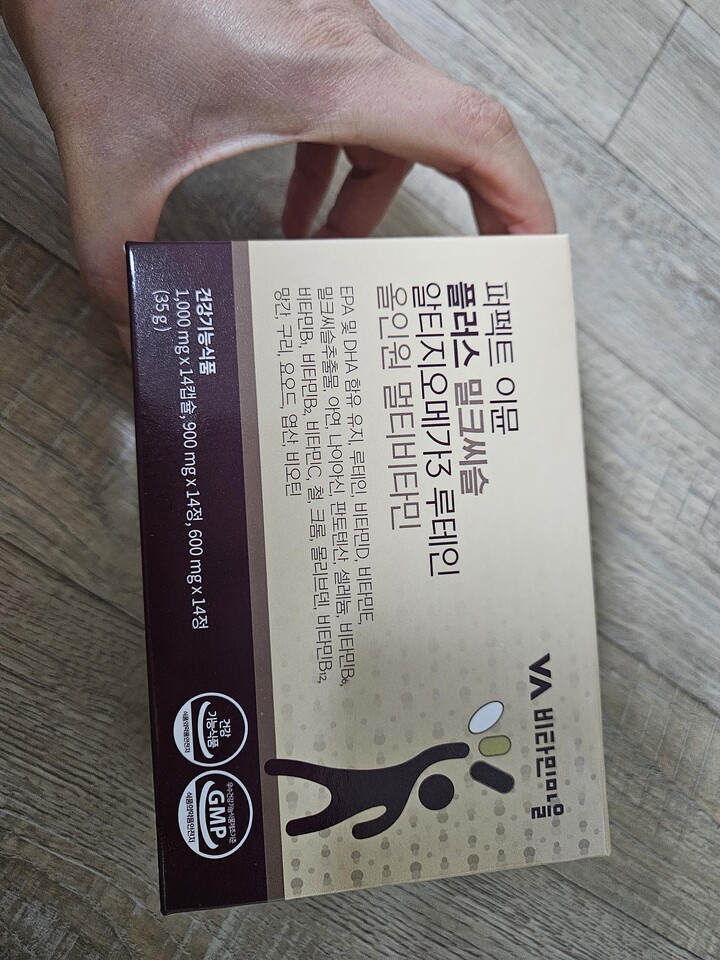 퍼펙트 이뮨
플러스 밀크씨슬
알티지오메가3 루테인
올인원 멀티비타민
EPA 및 DHA 함유 유지, 루테인, 비타민D, 비타민E,
밀크씨슬추출물, 아연, 나이아신, 판토텐산, 셀레늄, 비타민B6,
비타민B1, 비타민B2, 비타민C, 철, 크롬, 몰리브덴, 비타민B12,
망간, 구리, 요오드, 엽산, 비오틴
VA 비타민마을
건강기능식품
1,000 mg x 14캡슐, 900 mg x 14정, 600 mg x 14정
(35 g)
건강
기능식품
식품의약품안전처
우수건강기능식품제조기준
GMP
식품의약품안전처